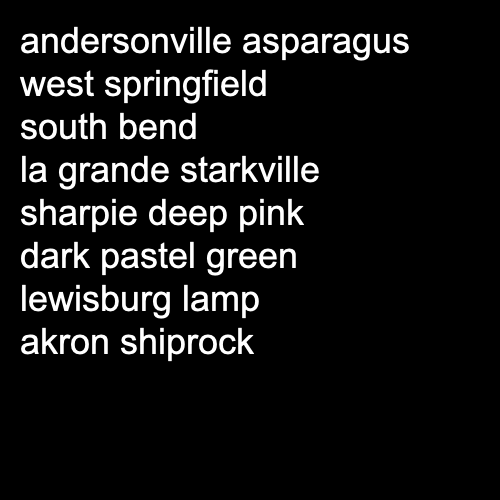 andersonville asparagus
west springfield
south bend
la grande starkville
sharpie deep pink
dark pastel green
lewisburg lamp
akron shiprock